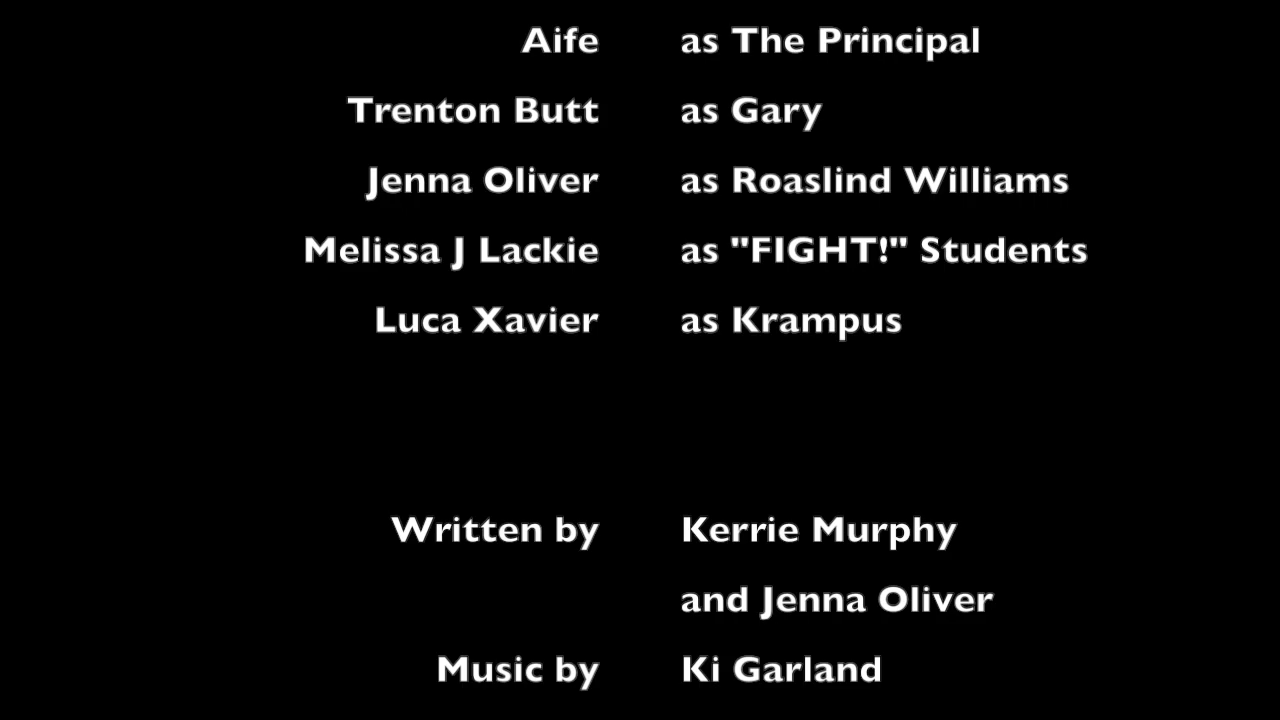 Aife as The Principal
Trenton Butt as Gary
Jenna Oliver as Roaslind Williams
Melissa J Lackie as "FIGHT!" Students
Luca Xavier as Krampus
Written by Kerrie Murphy
and Jenna Oliver
Music by Ki Garland